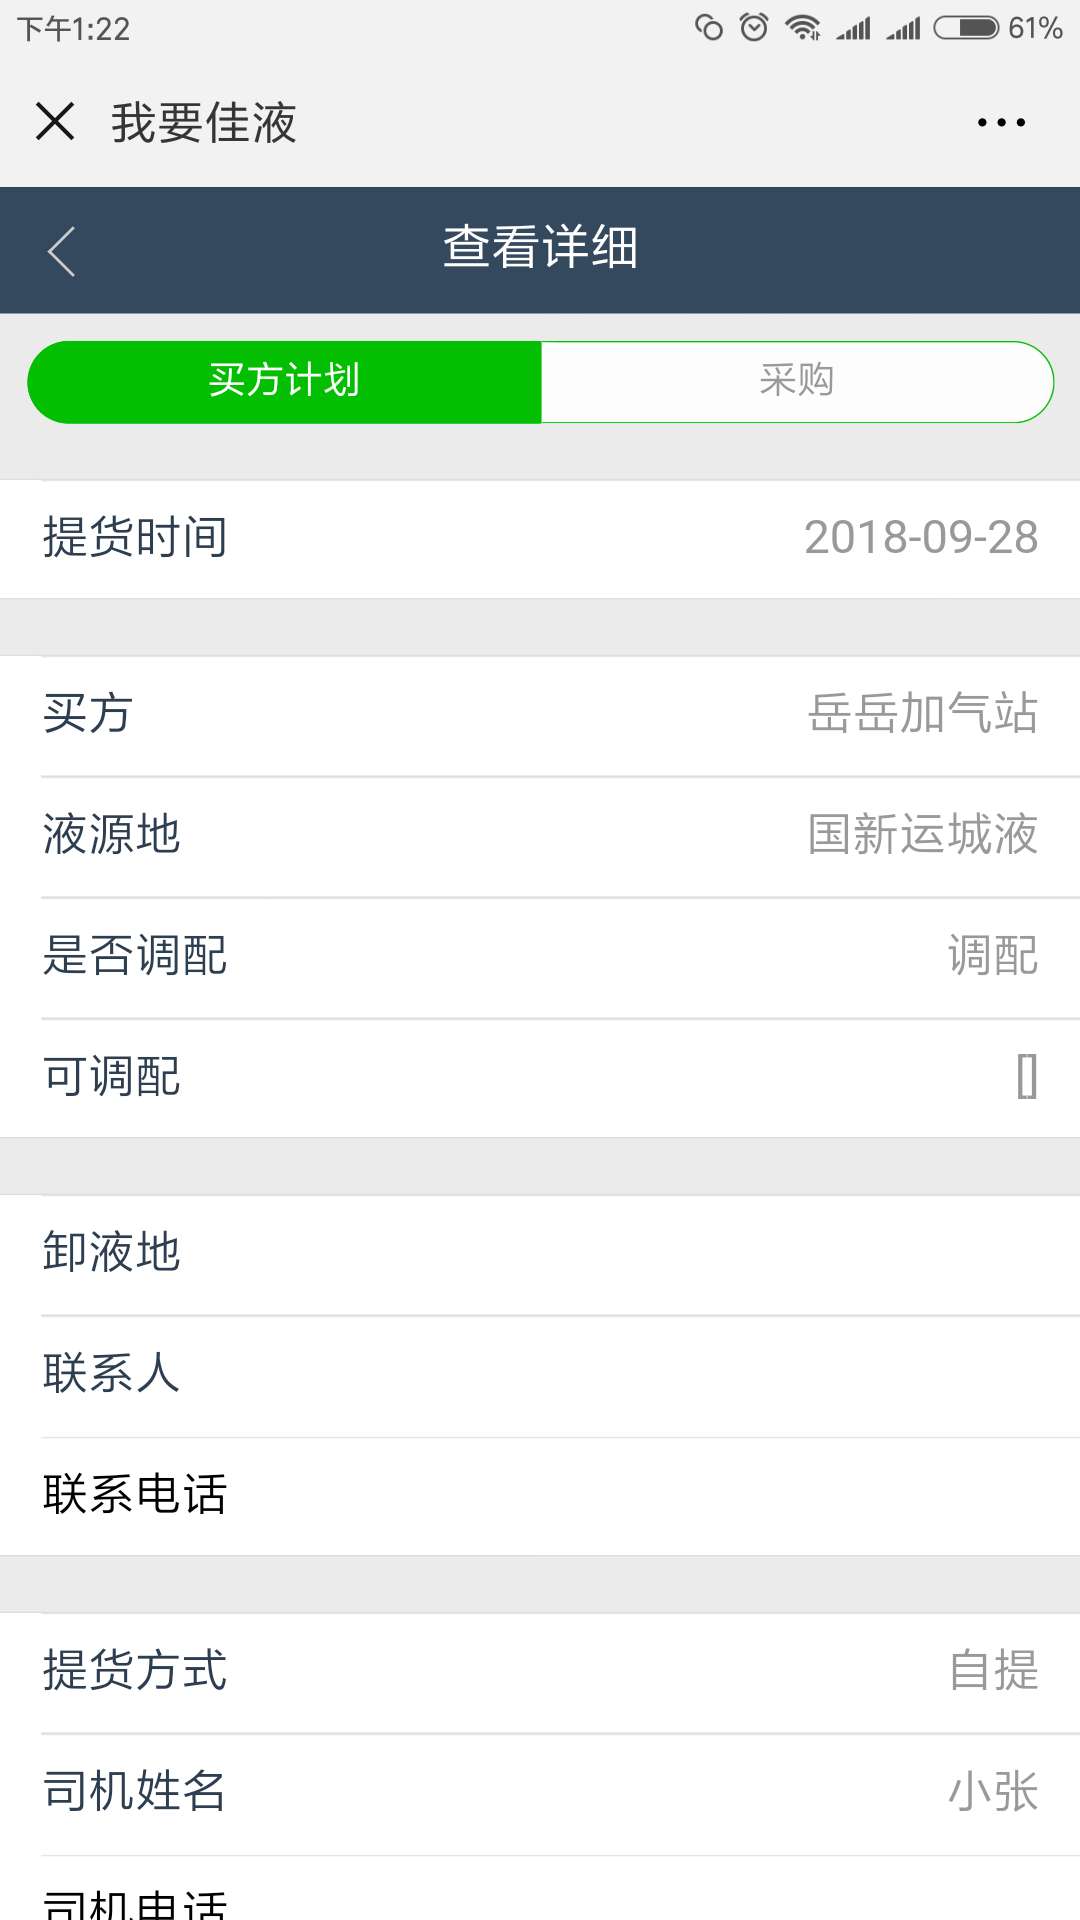 下午1:22 61%
我要佳液
查看详细
买方计划 采购
提货时间 2018-09-28
买方 岳岳加气站
液源地 国新运城液
是否调配 调配
可调配 []
卸液地
联系人
联系电话
提货方式 自提
司机姓名 小张
司机电话